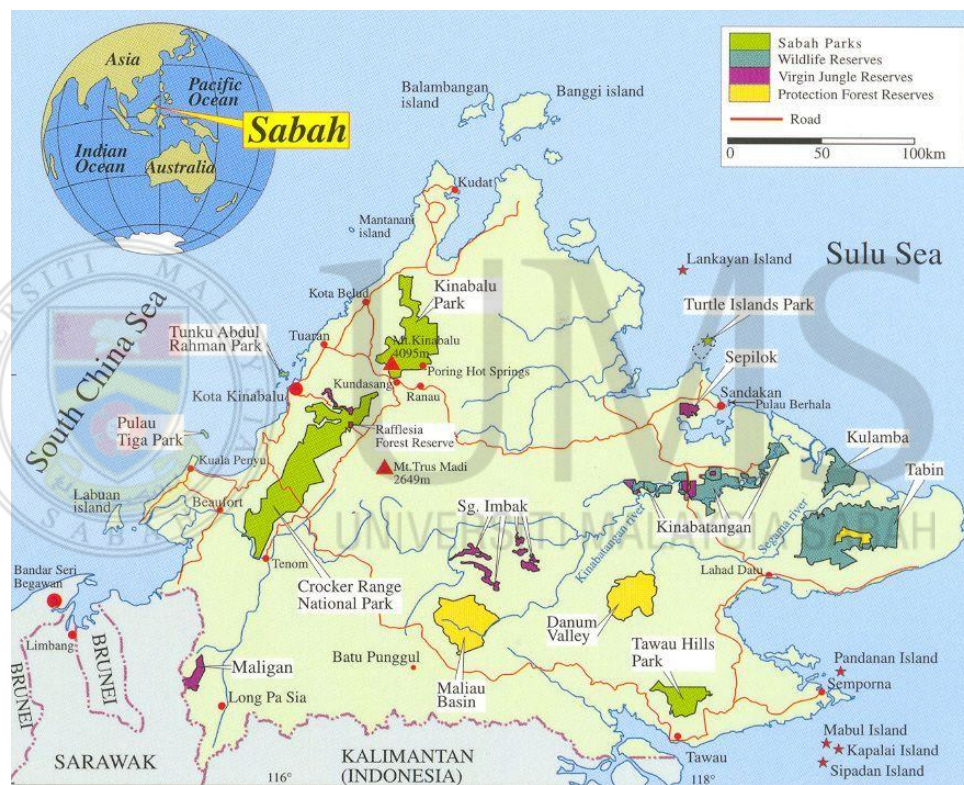 Asia
Pacific
Ocean
Sabah
Indian
Ocean
Australia
Sabah Parks
Wildlife Reserves
Virgin Jungle Reserves
Protection Forest Reserves
Road
0 50 100km
Balambangan
island
Banggi island
Kudat
Mantanani
island
Sulu Sea
Lankayan Island
Kota Belud
Kinabalu
Park
Turtle Islands Park
Tunku Abdul
Rahman Park
Tuaran
Mt.Kinabalu
4095m
Poring Hot Springs
Sepilok
South China Sea
Kota Kinabalu
Kundasang
Ranau
Sandakan
Pulau Berhala
Pulau
Tiga Park
Rafflesia
Forest Reserve
Kulamba
Kuala Penyu
Mt.Trus Madi
2649m
Tabin
Labuan
island
Beaufort
Sg. Imbak
Kinabatangan
Kinabatangan river
Segama river
UMS
UNIVERSITI MALAYSIA SABAH
Tenom
Lahad Datu
Bandar Seri
Begawan
Crocker Range
National Park
Danum
Valley
Limbang
BRUNEI
BRUNEI
Maligan
Batu Punggul
Maliau
Basin
Tawau Hills
Park
Pandanan Island
Semporna
Long Pa Sia
Mabul Island
Kapalai Island
Sipadan Island
SARAWAK
116°
KALIMANTAN
(INDONESIA)
Tawau
118°